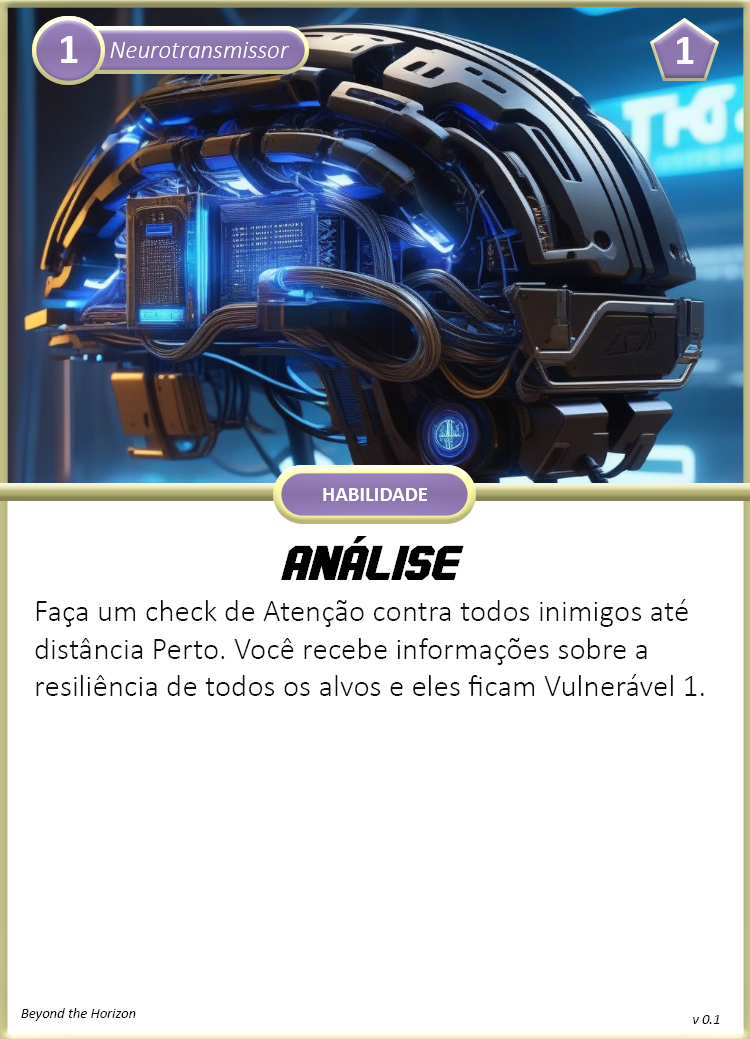 1 Neurotransmissor 1
HABILIDADE
ANÁLISE
Faça um check de Atenção contra todos inimigos até
distância Perto. Você recebe informações sobre a
resiliência de todos os alvos e eles ficam Vulnerável 1.
Beyond the Horizon
v 0.1